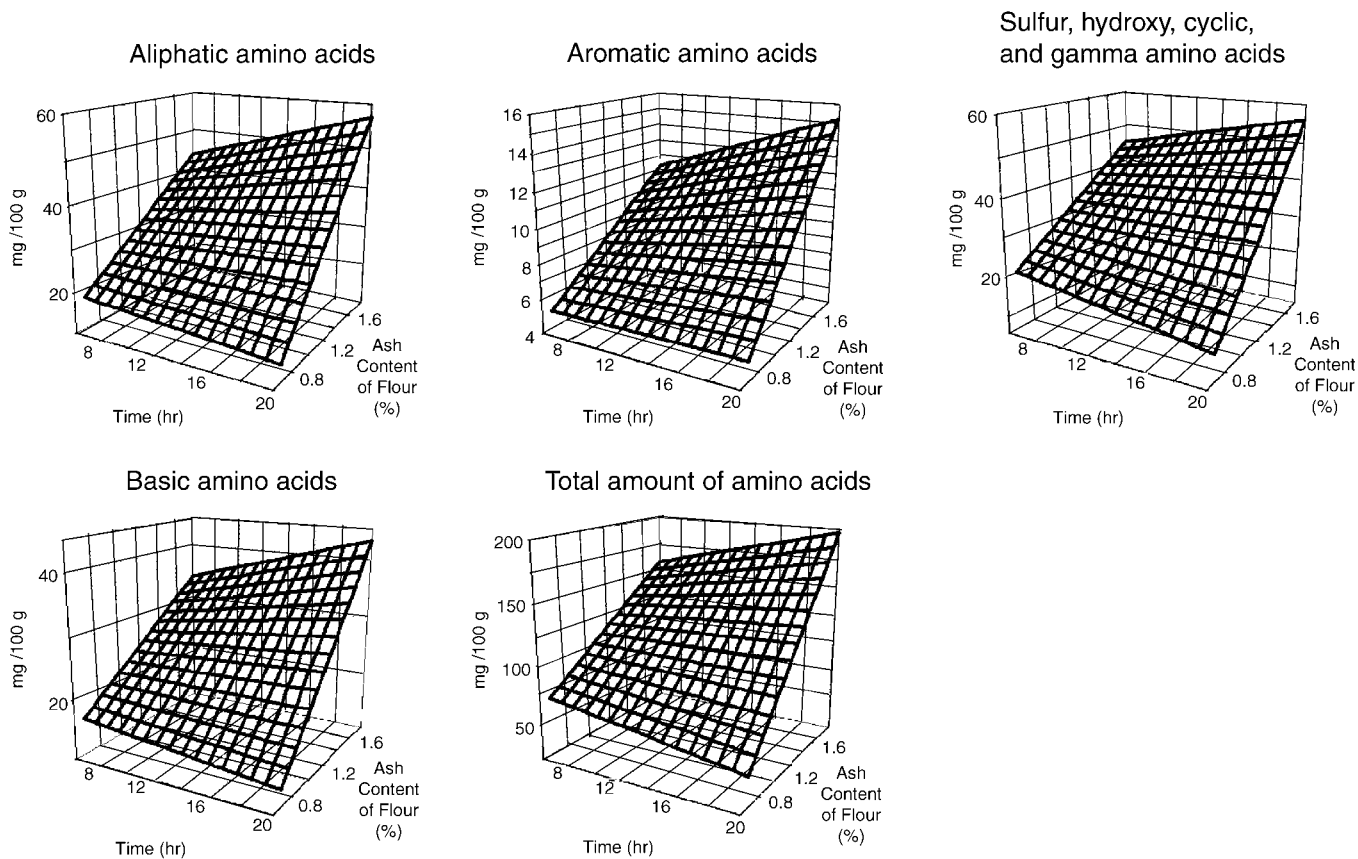 Aliphatic amino acids
60
40
20
mg /100 g
8
12
16
20
Time (hr)
0.8
1.2
1.6
Ash
Content
of Flour
(%)
Aromatic amino acids
16
14
12
10
8
6
4
mg /100 g
8
12
16
20
Time (hr)
0.8
1.2
1.6
Ash
Content
of Flour
(%)
Sulfur, hydroxy, cyclic,
and gamma amino acids
60
40
20
mg /100 g
8
12
16
20
Time (hr)
0.8
1.2
1.6
Ash
Content
of Flour
(%)
Basic amino acids
40
20
mg /100 g
8
12
16
20
Time (hr)
0.8
1.2
1.6
Ash
Content
of Flour
(%)
Total amount of amino acids
200
150
100
50
mg /100 g
8
12
16
20
Time (hr)
0.8
1.2
1.6
Ash
Content
of Flour
(%)